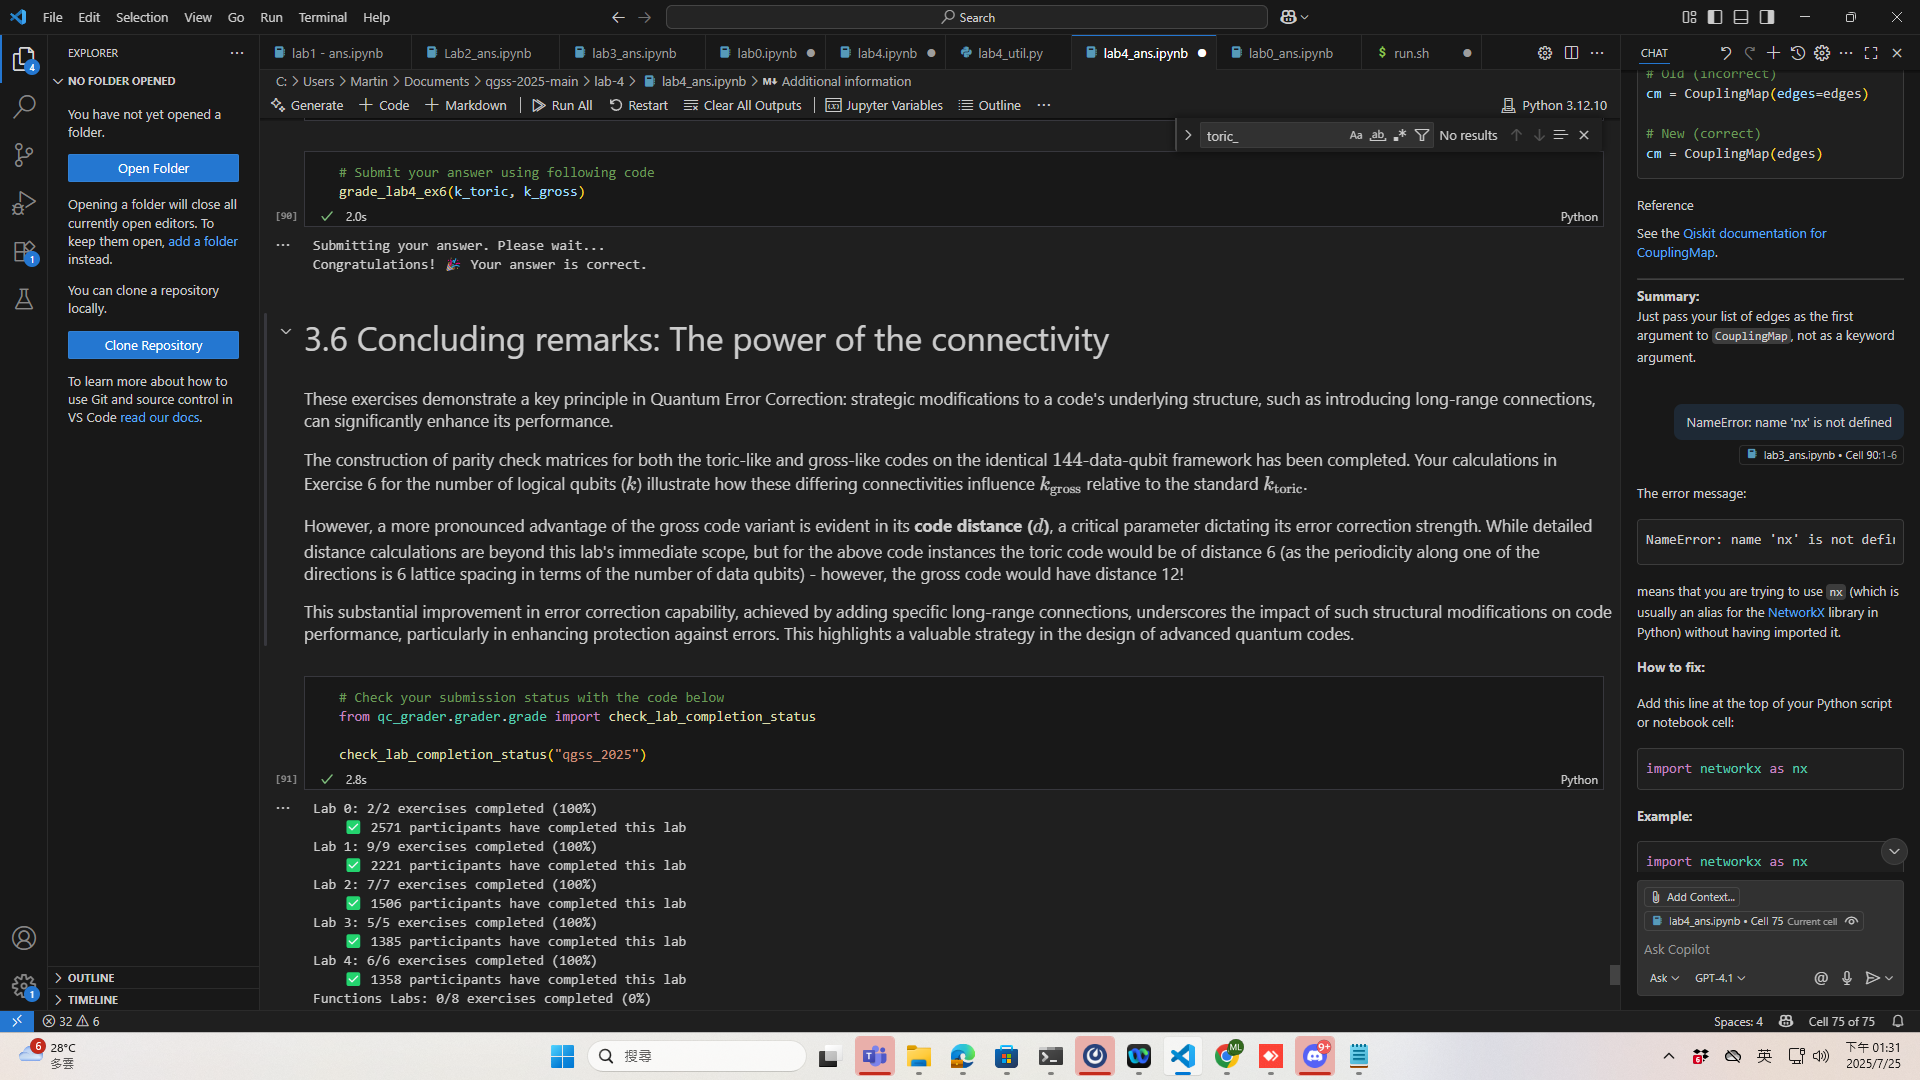 File Edit Selection View Go Run Terminal Help
Search
EXPLORER
NO FOLDER OPENED
You have not yet opened a
folder.
Open Folder
Opening a folder will close all
currently open editors. To
keep them open, add a folder
instead.
You can clone a repository
locally.
Clone Repository
To learn more about how to
use Git and source control in
VS Code read our docs.
OUTLINE
TIMELINE
lab1 - ans.ipynb Lab2_ans.ipynb lab3_ans.ipynb lab0.ipynb lab4.ipynb lab4_util.py lab4_ans.ipynb lab0_ans.ipynb $ run.sh
C: > Users > Martin > Documents > qgss-2025-main > lab-4 > lab4_ans.ipynb > M↓ Additional information
Generate + Code + Markdown Run All Restart Clear All Outputs Jupyter Variables Outline ... Python 3.12.10
toric_ Aa ab .* No results
# Submit your answer using following code
grade_lab4_ex6(k_toric, k_gross)
[90] 2.0s Python
Submitting your answer. Please wait...
Congratulations! 🎉 Your answer is correct.
3.6 Concluding remarks: The power of the connectivity
These exercises demonstrate a key principle in Quantum Error Correction: strategic modifications to a code's underlying structure, such as introducing long-range connections,
can significantly enhance its performance.
The construction of parity check matrices for both the toric-like and gross-like codes on the identical 144-data-qubit framework has been completed. Your calculations in
Exercise 6 for the number of logical qubits (k) illustrate how these differing connectivities influence k_gross relative to the standard k_toric.
However, a more pronounced advantage of the gross code variant is evident in its code distance (d), a critical parameter dictating its error correction strength. While detailed
distance calculations are beyond this lab's immediate scope, but for the above code instances the toric code would be of distance 6 (as the periodicity along one of the
directions is 6 lattice spacing in terms of the number of data qubits) - however, the gross code would have distance 12!
This substantial improvement in error correction capability, achieved by adding specific long-range connections, underscores the impact of such structural modifications on code
performance, particularly in enhancing protection against errors. This highlights a valuable strategy in the design of advanced quantum codes.
# Check your submission status with the code below
from qc_grader.grader.grade import check_lab_completion_status
check_lab_completion_status("qgss_2025")
[91] 2.8s Python
Lab 0: 2/2 exercises completed (100%)
✅ 2571 participants have completed this lab
Lab 1: 9/9 exercises completed (100%)
✅ 2221 participants have completed this lab
Lab 2: 7/7 exercises completed (100%)
✅ 1506 participants have completed this lab
Lab 3: 5/5 exercises completed (100%)
✅ 1385 participants have completed this lab
Lab 4: 6/6 exercises completed (100%)
✅ 1358 participants have completed this lab
Functions Labs: 0/8 exercises completed (0%)
CHAT
# Old (incorrect)
cm = CouplingMap(edges=edges)
# New (correct)
cm = CouplingMap(edges)
Reference
See the Qiskit documentation for
CouplingMap.
Summary:
Just pass your list of edges as the first
argument to CouplingMap, not as a keyword
argument.
NameError: name 'nx' is not defined
lab3_ans.ipynb • Cell 90:1-6
The error message:
NameError: name 'nx' is not defin
means that you are trying to use nx (which is
usually an alias for the NetworkX library in
Python) without having imported it.
How to fix:
Add this line at the top of your Python script
or notebook cell:
import networkx as nx
Example:
import networkx as nx
Add Context...
lab4_ans.ipynb • Cell 75 Current cell
Ask Copilot
Ask GPT-4.1
32 6
Spaces: 4 Cell 75 of 75
6 28°C
多雲
搜尋
ML
9+
英
下午 01:31
2025/7/25